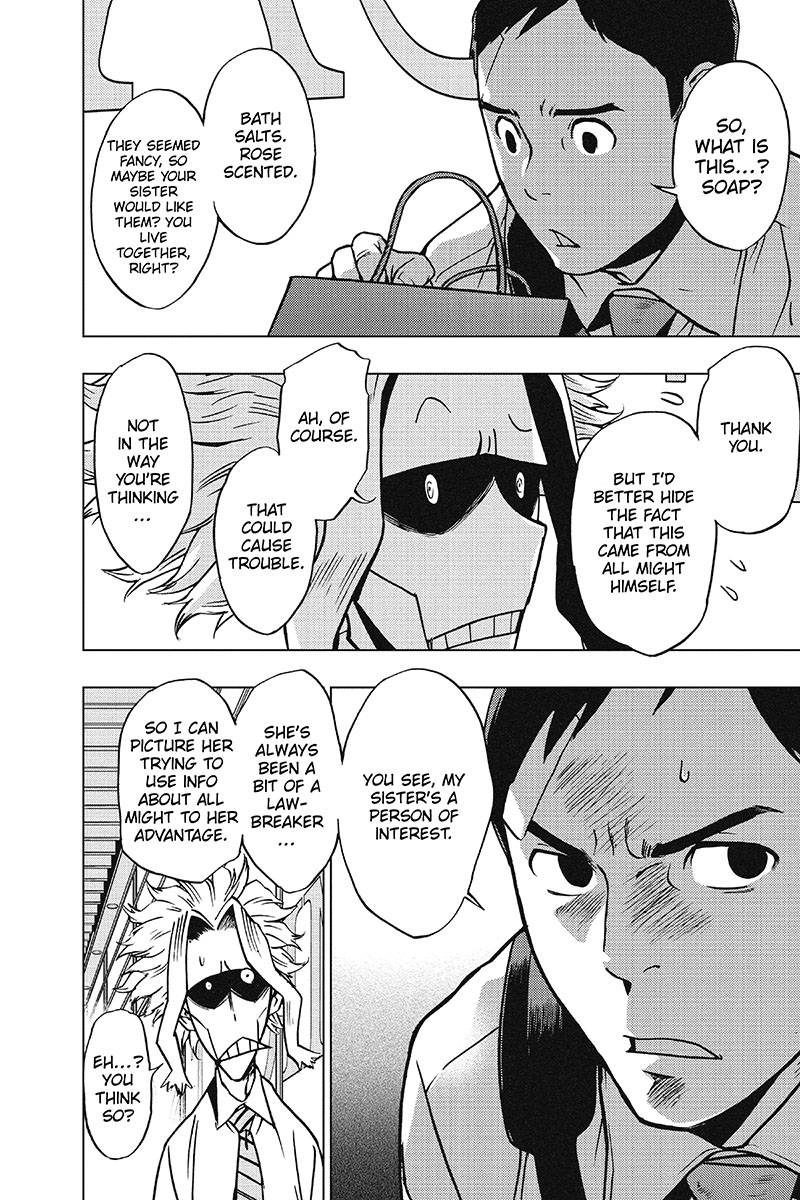 SO,
WHAT IS
THIS...?
SOAP?
BATH
SALTS.
ROSE
SCENTED.
THEY SEEMED
FANCY, SO
MAYBE YOUR
SISTER
WOULD LIKE
THEM? YOU
LIVE
TOGETHER,
RIGHT?
THANK
YOU.
BUT I'D
BETTER HIDE
THE FACT
THAT THIS
CAME FROM
ALL MIGHT
HIMSELF.
AH, OF
COURSE.
THAT
COULD
CAUSE
TROUBLE.
NOT
IN THE
WAY
YOU'RE
THINKING
...
YOU SEE, MY
SISTER'S A
PERSON OF
INTEREST.
SHE'S
ALWAYS
BEEN A
BIT OF A
LAW-
BREAKER
...
SO I CAN
PICTURE HER
TRYING TO
USE INFO
ABOUT ALL
MIGHT TO HER
ADVANTAGE.
EH...?
YOU
THINK
SO?